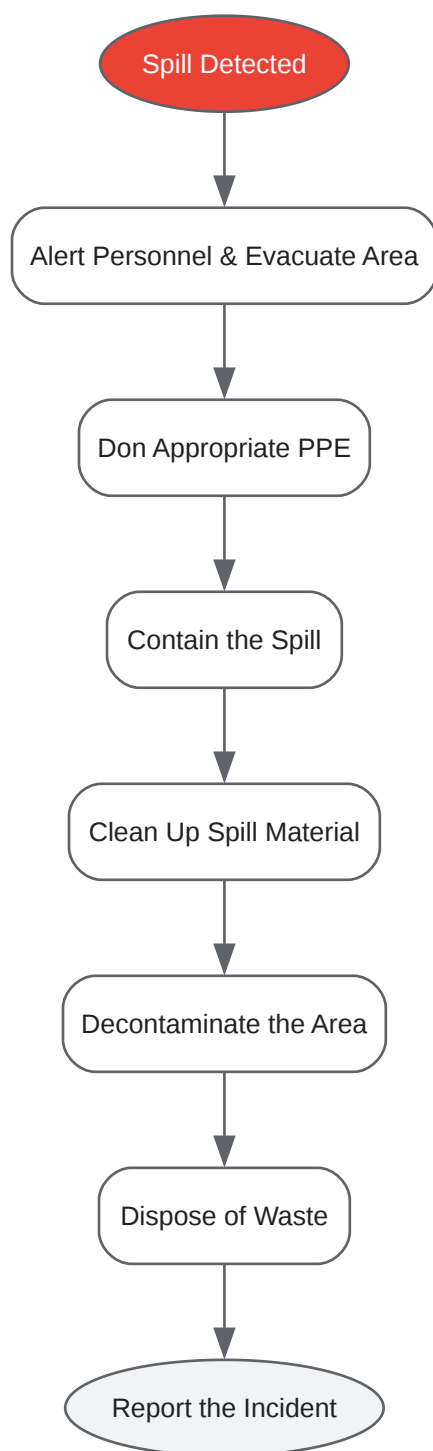 Spill Detected
Alert Personnel & Evacuate Area
Don Appropriate PPE
Contain the Spill
Clean Up Spill Material
Decontaminate the Area
Dispose of Waste
Report the Incident